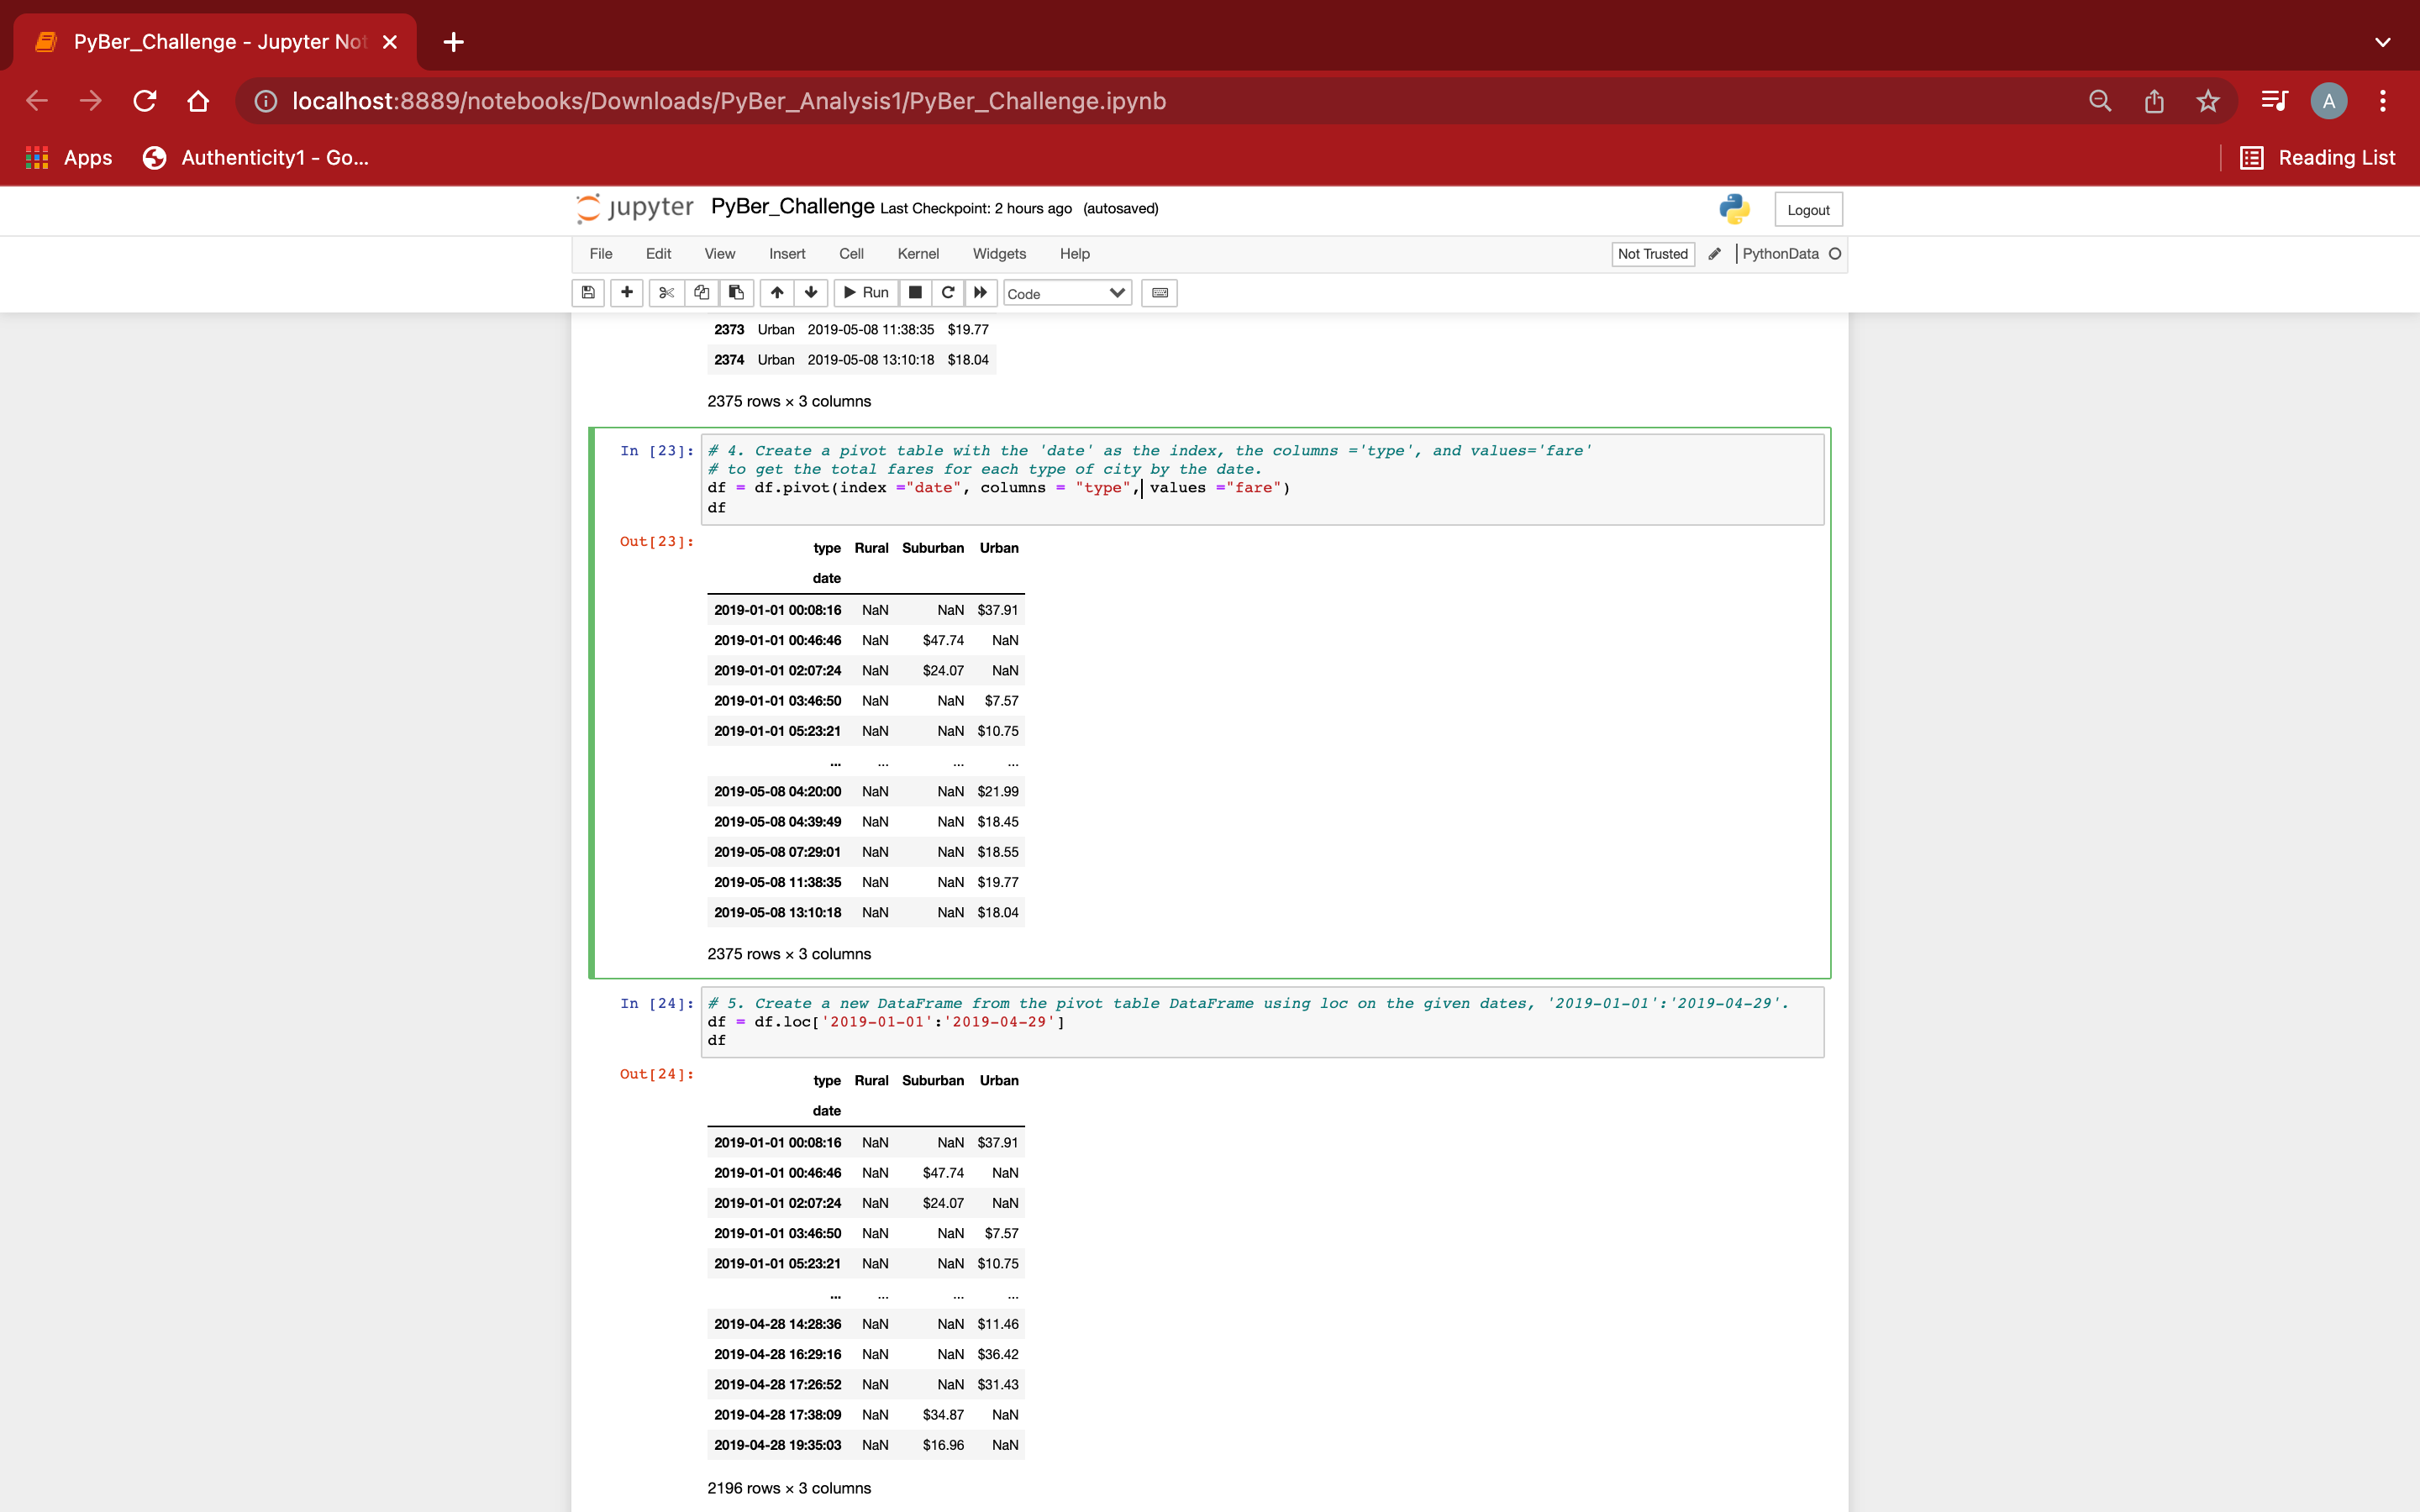 PyBer_Challenge - Jupyter Not
localhost:8889/notebooks/Downloads/PyBer_Analysis1/PyBer_Challenge.ipynb
A
Apps
Authenticity1 - Go...
Reading List
jupyter PyBer_Challenge Last Checkpoint: 2 hours ago (autosaved)
Logout
File Edit View Insert Cell Kernel Widgets Help
Not Trusted
PythonData
Run
Code
2373 Urban 2019-05-08 11:38:35 $19.77
2374 Urban 2019-05-08 13:10:18 $18.04
2375 rows × 3 columns
In [23]:
# 4. Create a pivot table with the 'date' as the index, the columns ='type', and values='fare'
# to get the total fares for each type of city by the date.
df = df.pivot(index ="date", columns = "type", values ="fare")
df
Out[23]:
type Rural Suburban Urban
date
2019-01-01 00:08:16 NaN NaN $37.91
2019-01-01 00:46:46 NaN $47.74 NaN
2019-01-01 02:07:24 NaN $24.07 NaN
2019-01-01 03:46:50 NaN NaN $7.57
2019-01-01 05:23:21 NaN NaN $10.75
... ... ... ...
2019-05-08 04:20:00 NaN NaN $21.99
2019-05-08 04:39:49 NaN NaN $18.45
2019-05-08 07:29:01 NaN NaN $18.55
2019-05-08 11:38:35 NaN NaN $19.77
2019-05-08 13:10:18 NaN NaN $18.04
2375 rows × 3 columns
In [24]:
# 5. Create a new DataFrame from the pivot table DataFrame using loc on the given dates, '2019-01-01':'2019-04-29'.
df = df.loc['2019-01-01':'2019-04-29']
df
Out[24]:
type Rural Suburban Urban
date
2019-01-01 00:08:16 NaN NaN $37.91
2019-01-01 00:46:46 NaN $47.74 NaN
2019-01-01 02:07:24 NaN $24.07 NaN
2019-01-01 03:46:50 NaN NaN $7.57
2019-01-01 05:23:21 NaN NaN $10.75
... ... ... ...
2019-04-28 14:28:36 NaN NaN $11.46
2019-04-28 16:29:16 NaN NaN $36.42
2019-04-28 17:26:52 NaN NaN $31.43
2019-04-28 17:38:09 NaN $34.87 NaN
2019-04-28 19:35:03 NaN $16.96 NaN
2196 rows × 3 columns